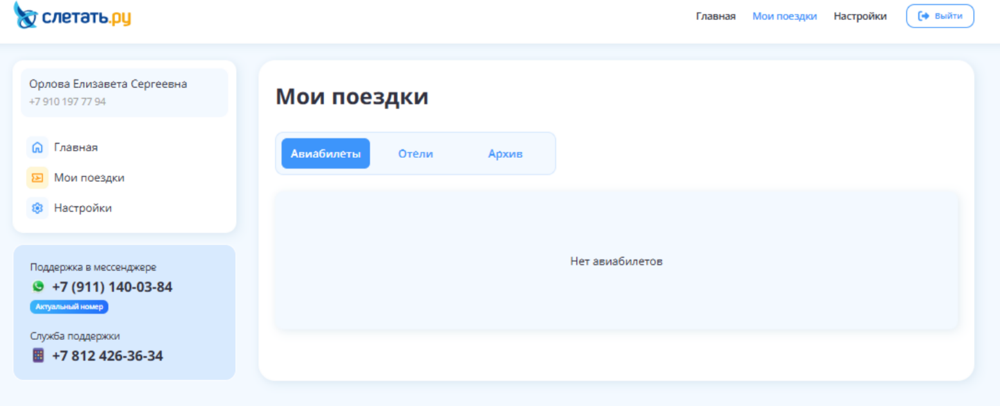 слетать.ру
Главная Мои поездки Настройки Выйти
Орлова Елизавета Сергеевна
+7 910 197 77 94
Главная
Мои поездки
Настройки
Поддержка в мессенджере
+7 (911) 140-03-84
Актуальный номер
Служба поддержки
+7 812 426-36-34
Мои поездки
Авиабилеты Отели Архив
Нет авиабилетов